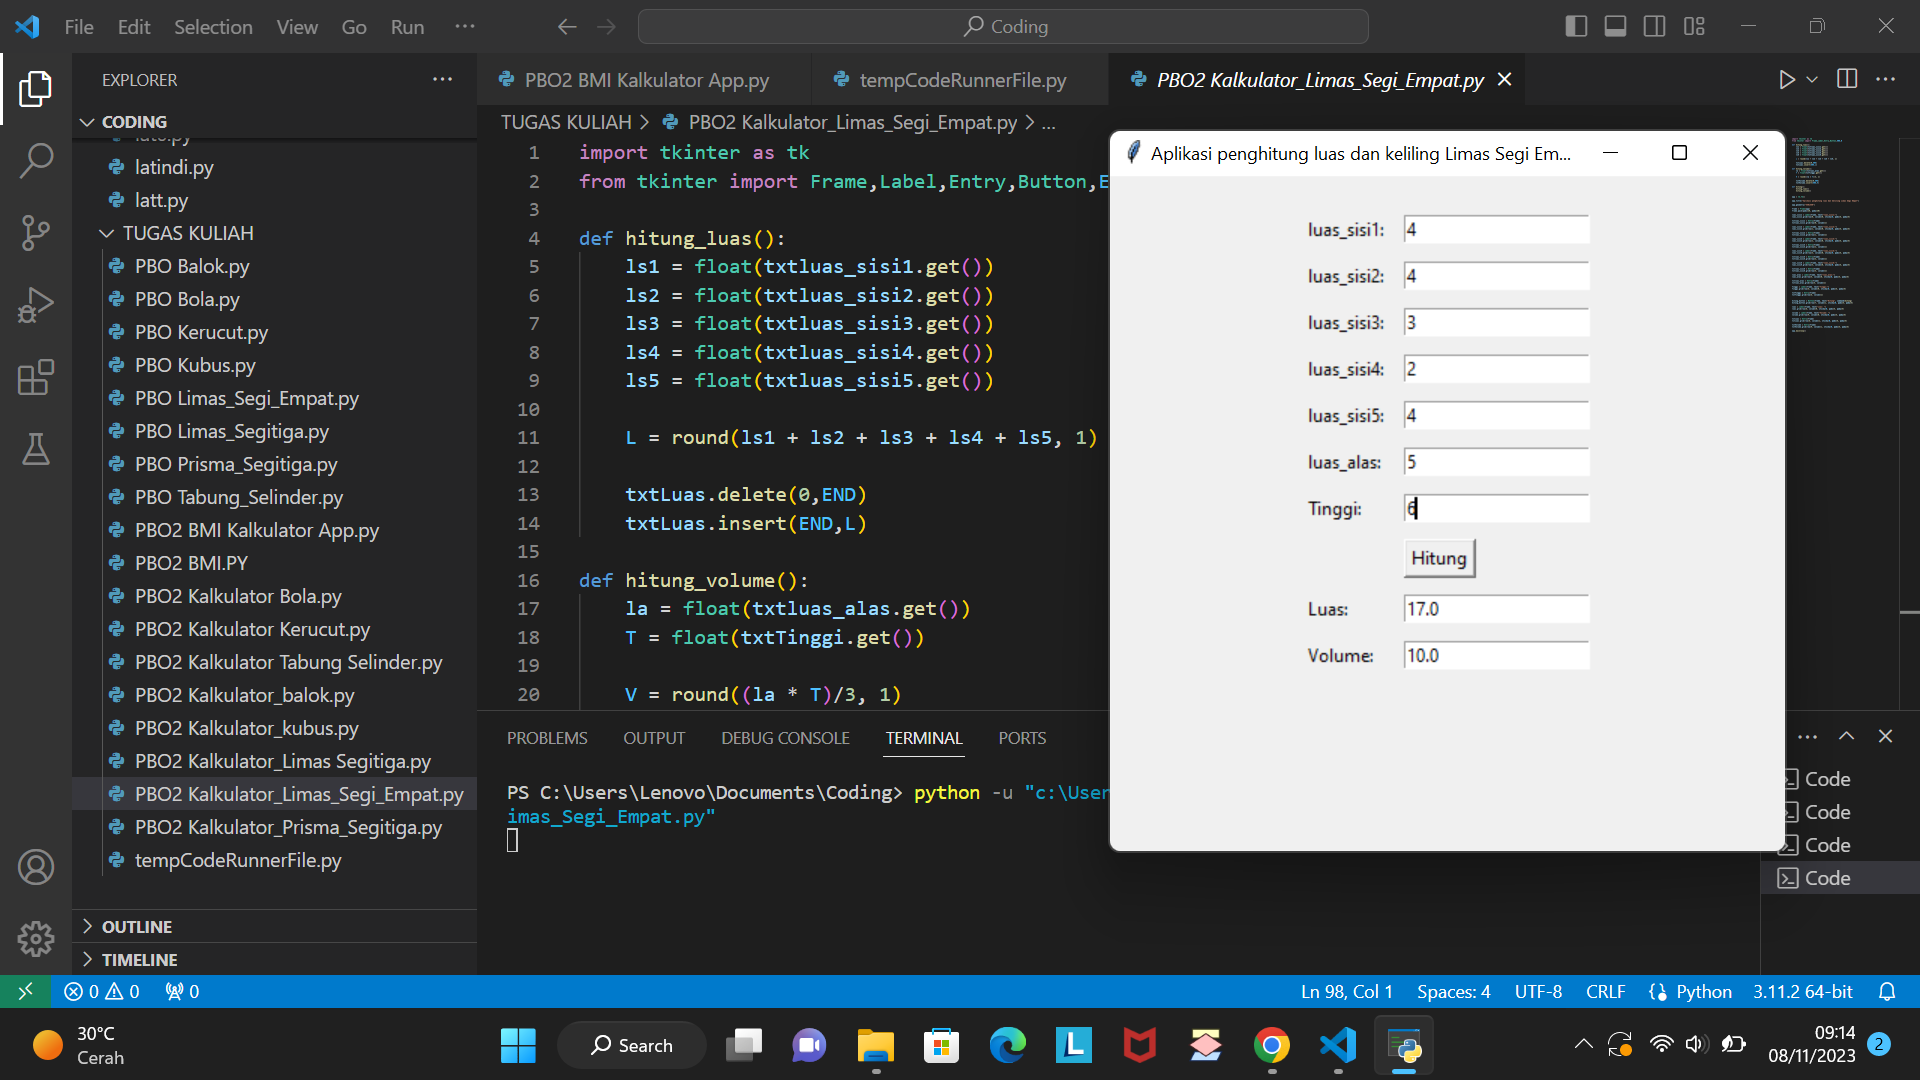 File Edit Selection View Go Run ···
Coding
EXPLORER
CODING
latindi.py
latt.py
TUGAS KULIAH
PBO Balok.py
PBO Bola.py
PBO Kerucut.py
PBO Kubus.py
PBO Limas_Segi_Empat.py
PBO Limas_Segitiga.py
PBO Prisma_Segitiga.py
PBO Tabung_Selinder.py
PBO2 BMI Kalkulator App.py
PBO2 BMI.PY
PBO2 Kalkulator Bola.py
PBO2 Kalkulator Kerucut.py
PBO2 Kalkulator Tabung Selinder.py
PBO2 Kalkulator_balok.py
PBO2 Kalkulator_kubus.py
PBO2 Kalkulator_Limas Segitiga.py
PBO2 Kalkulator_Limas_Segi_Empat.py
PBO2 Kalkulator_Prisma_Segitiga.py
tempCodeRunnerFile.py
OUTLINE
TIMELINE
PBO2 BMI Kalkulator App.py
tempCodeRunnerFile.py
PBO2 Kalkulator_Limas_Segi_Empat.py
TUGAS KULIAH > PBO2 Kalkulator_Limas_Segi_Empat.py > ...
1 import tkinter as tk
2 from tkinter import Frame,Label,Entry,Button,E
3
4 def hitung_luas():
5 ls1 = float(txtluas_sisi1.get())
6 ls2 = float(txtluas_sisi2.get())
7 ls3 = float(txtluas_sisi3.get())
8 ls4 = float(txtluas_sisi4.get())
9 ls5 = float(txtluas_sisi5.get())
10
11 L = round(ls1 + ls2 + ls3 + ls4 + ls5, 1)
12
13 txtLuas.delete(0,END)
14 txtLuas.insert(END,L)
15
16 def hitung_volume():
17 la = float(txtluas_alas.get())
18 T = float(txtTinggi.get())
19
20 V = round((la * T)/3, 1)
Aplikasi penghitung luas dan keliling Limas Segi Em...
luas_sisi1: 4
luas_sisi2: 4
luas_sisi3: 3
luas_sisi4: 2
luas_sisi5: 4
luas_alas: 5
Tinggi: 6
Hitung
Luas: 17.0
Volume: 10.0
PROBLEMS OUTPUT DEBUG CONSOLE TERMINAL PORTS
PS C:\Users\Lenovo\Documents\Coding> python -u "c:\User
imas_Segi_Empat.py"
Code
Code
Code
Code
0 0 0
Ln 98, Col 1 Spaces: 4 UTF-8 CRLF Python 3.11.2 64-bit
30°C
Cerah
Search
09:14
08/11/2023
2